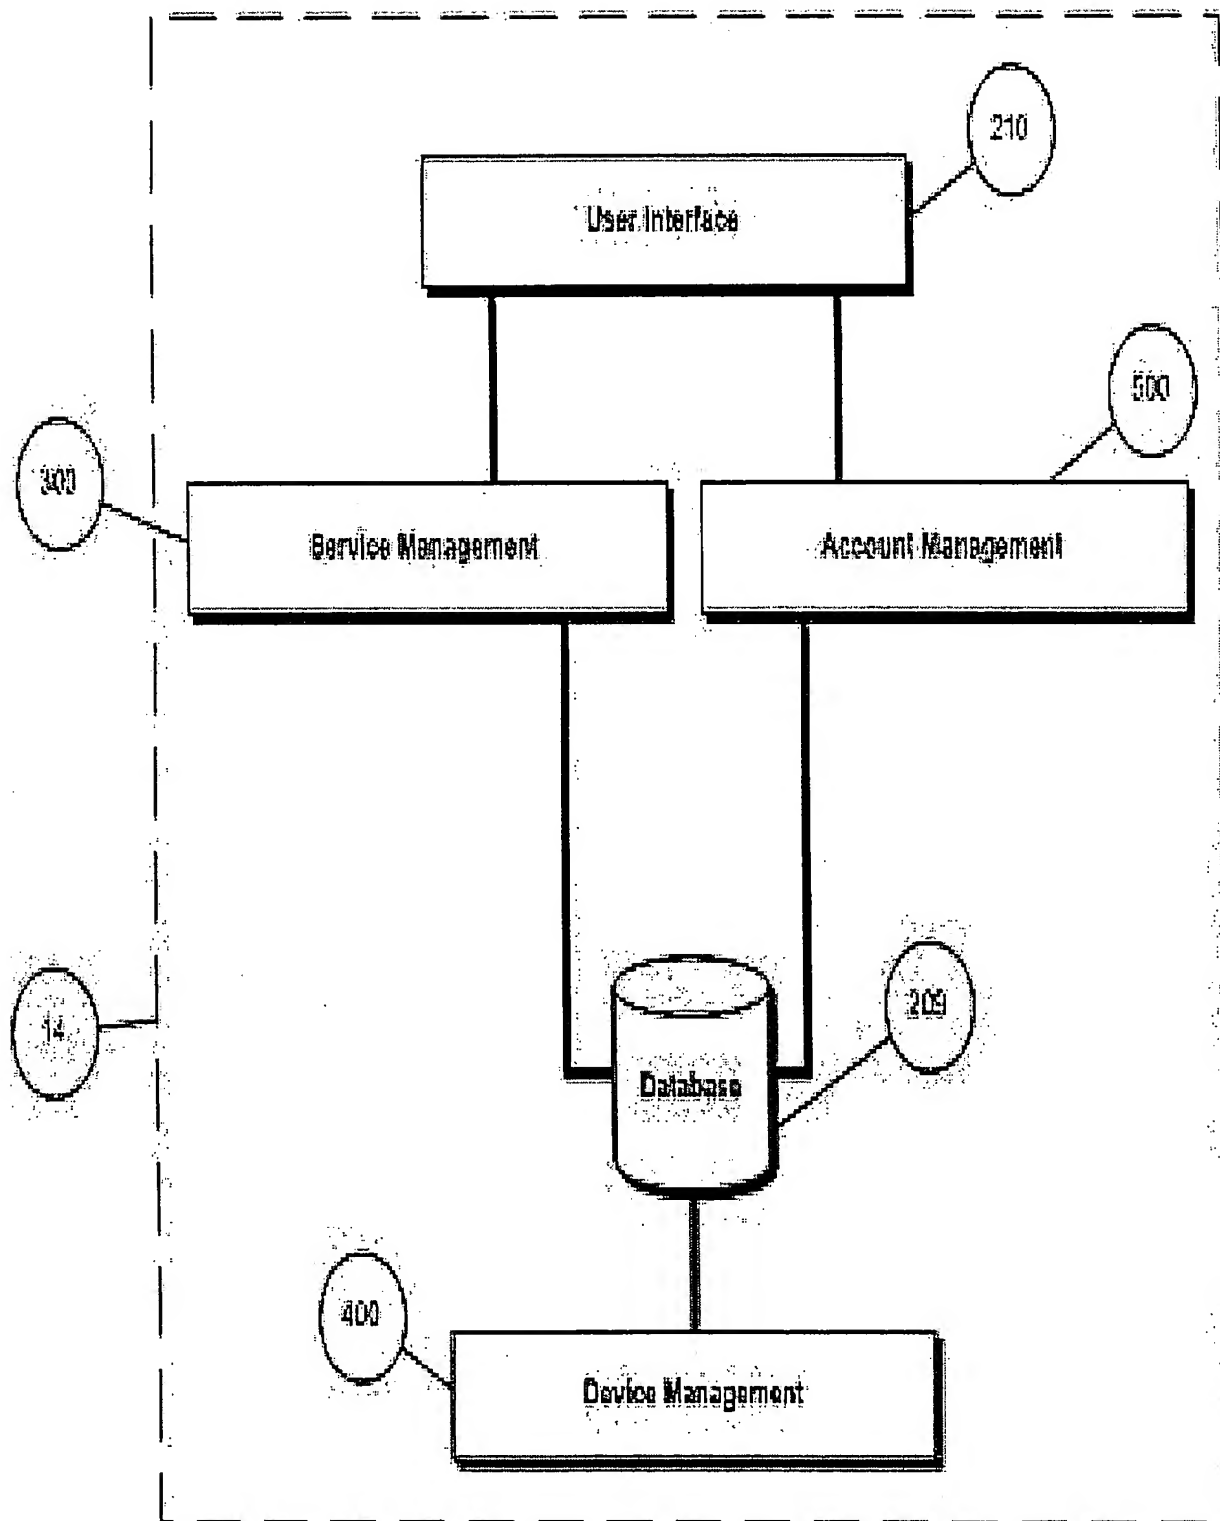 210
User Interface
500
300
Service Management
Account Management
209
14
Database
400
Device Management